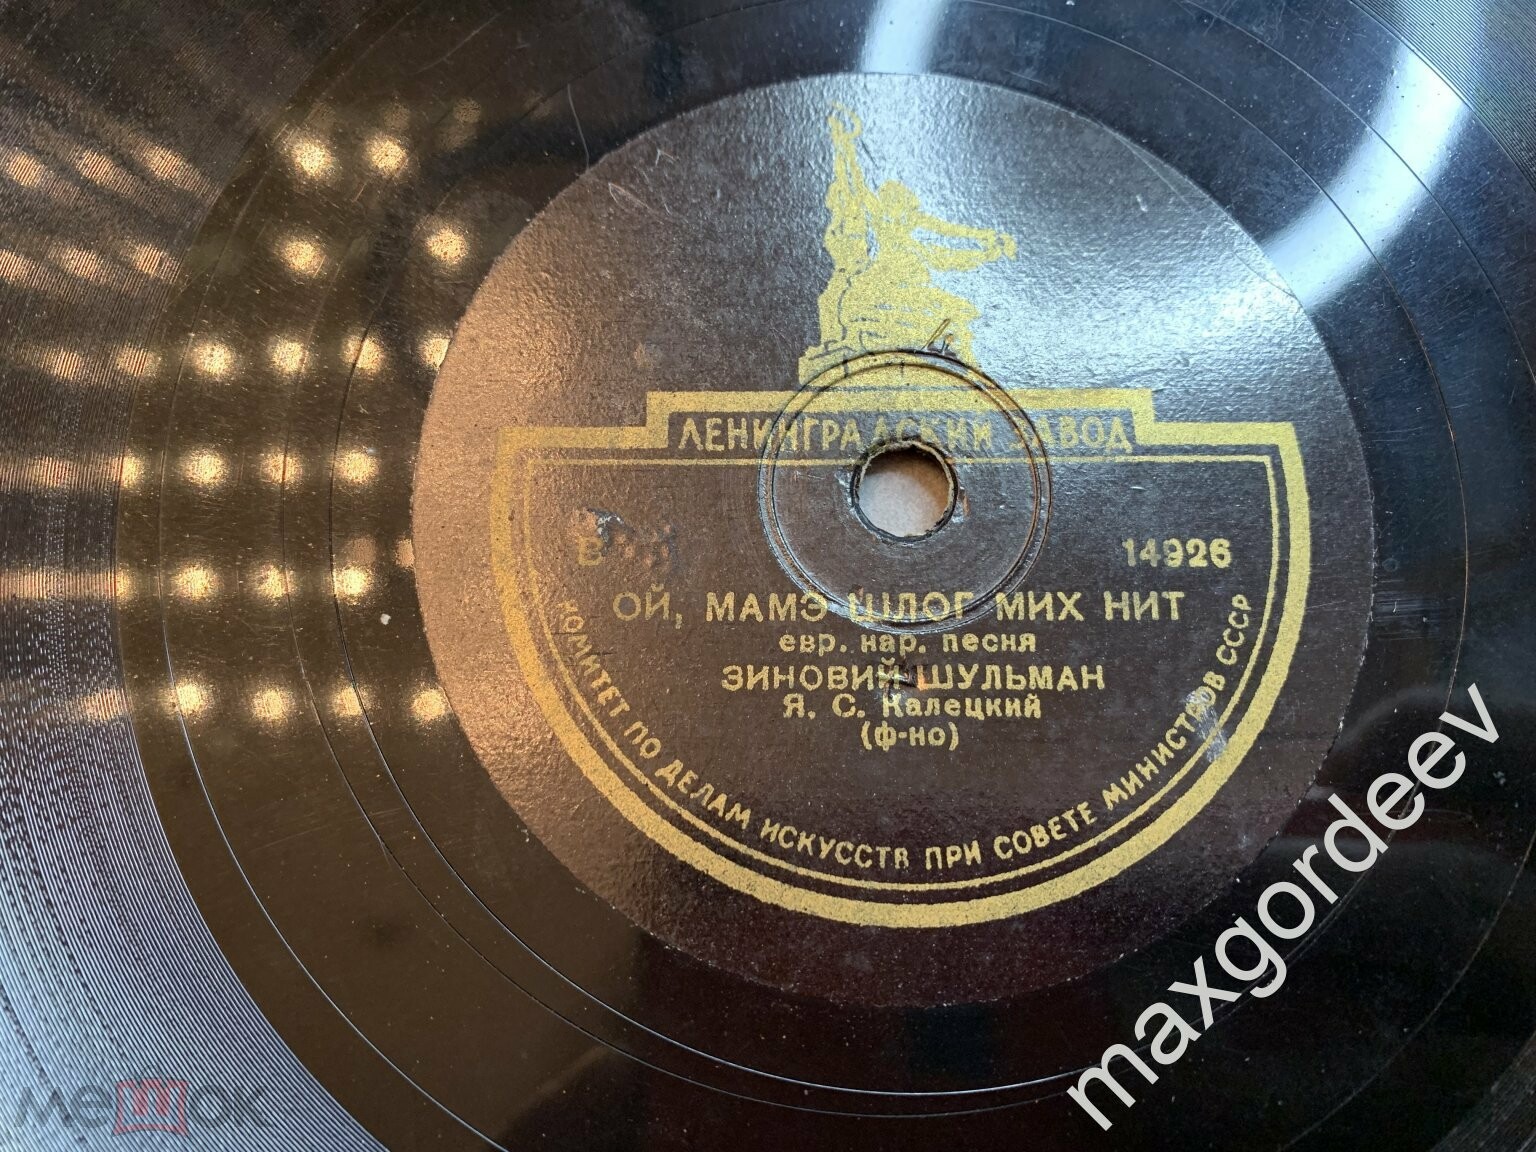 ЛЕНИНГРАДСКИЙ ЗАВОД
В
14926
ОЙ, МАМЭ ШЛОГ МИХ НИТ
евр. нар. песня
ЗИНОВИЙ ШУЛЬМАН
Я. С. Калецкий
(ф-но)
КОМИТЕТ ПО ДЕЛАМ ИСКУССТВ ПРИ СОВЕТЕ МИНИСТРОВ СССР
maxgordeev
мешок